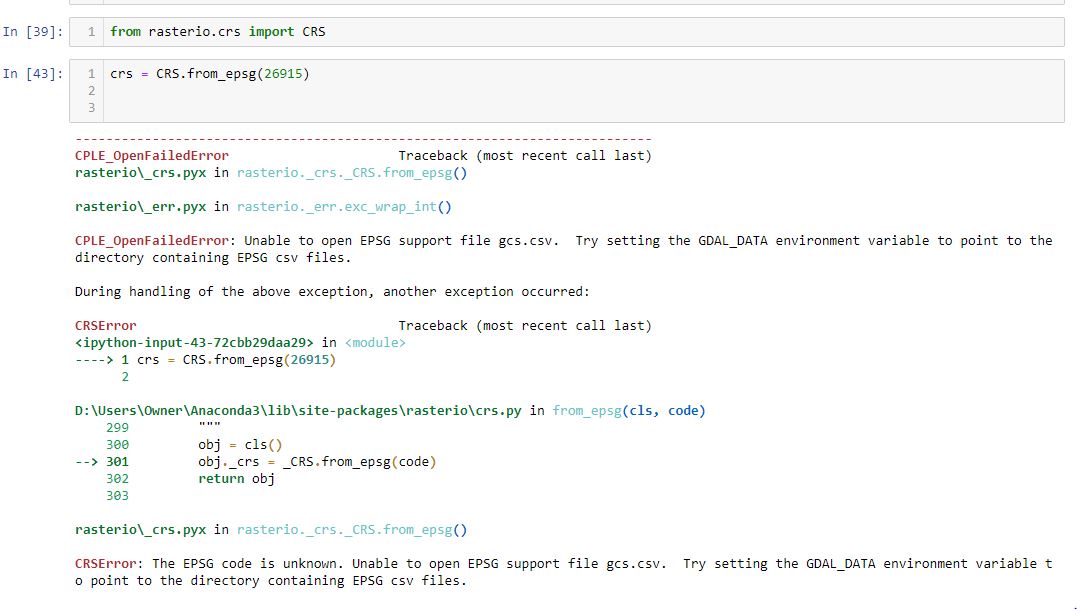 In [39]: 1 from rasterio.crs import CRS
In [43]: 1 crs = CRS.from_epsg(26915)
2
3
---------------------------------------------------------------------------
CPLE_OpenFailedError                      Traceback (most recent call last)
rasterio\_crs.pyx in rasterio._crs._CRS.from_epsg()
rasterio\_err.pyx in rasterio._err.exc_wrap_int()
CPLE_OpenFailedError: Unable to open EPSG support file gcs.csv.  Try setting the GDAL_DATA environment variable to point to the
directory containing EPSG csv files.
During handling of the above exception, another exception occurred:
CRSError                                  Traceback (most recent call last)
<ipython-input-43-72cbb29daa29> in <module>
----> 1 crs = CRS.from_epsg(26915)
      2
D:\Users\Owner\Anaconda3\lib\site-packages\rasterio\crs.py in from_epsg(cls, code)
    299         """
    300         obj = cls()
--> 301         obj._crs = _CRS.from_epsg(code)
    302         return obj
    303
rasterio\_crs.pyx in rasterio._crs._CRS.from_epsg()
CRSError: The EPSG code is unknown. Unable to open EPSG support file gcs.csv.  Try setting the GDAL_DATA environment variable t
o point to the directory containing EPSG csv files.